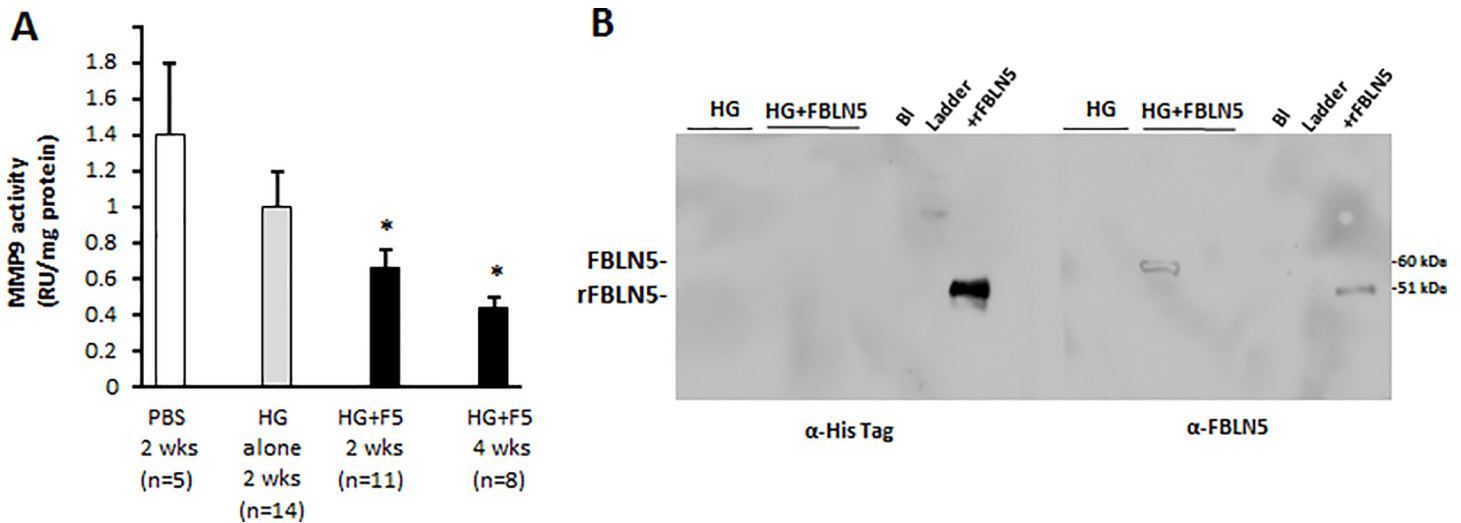 A
MMP9 activity
(RU/mg protein)
1.8
1.6
1.4
1.2
1
0.8
0.6
0.4
0.2
0
*
*
PBS
2 wks
(n=5)
HG
alone
2 wks
(n=14)
HG+F5
2 wks
(n=11)
HG+F5
4 wks
(n=8)
B
HG
HG+FBLN5
Bl
Ladder
+rFBLN5
HG
HG+FBLN5
Bl
Ladder
+rFBLN5
FBLN5-
rFBLN5-
-60 kDa
-51 kDa
α-His Tag
α-FBLN5